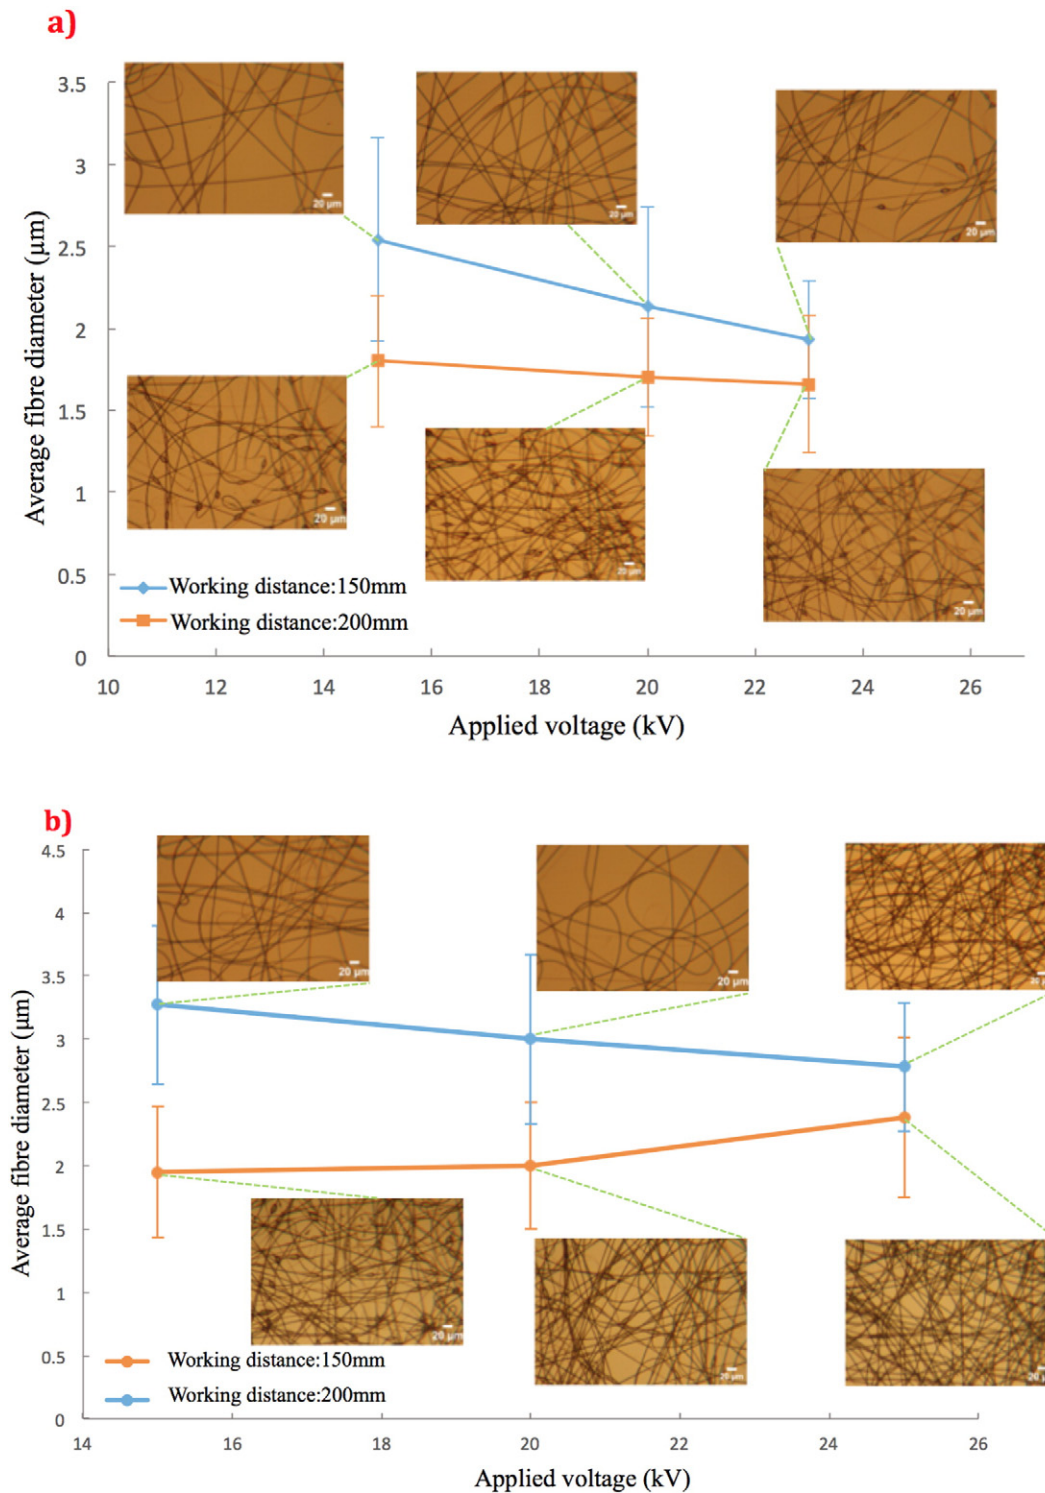 a)
3.5
3
2.5
2
1.5
1
0.5
0
Average fibre diameter (μm)
20 μm
20 μm
20 μm
20 μm
20 μm
20 μm
Working distance:150mm
Working distance:200mm
10 12 14 16 18 20 22 24 26
Applied voltage (kV)
b)
4.5
4
3.5
3
2.5
2
1.5
1
0.5
0
Average fibre diameter (μm)
20 μm
20 μm
20 μm
20 μm
20 μm
Working distance:150mm
Working distance:200mm
14 16 18 20 22 24 26
Applied voltage (kV)